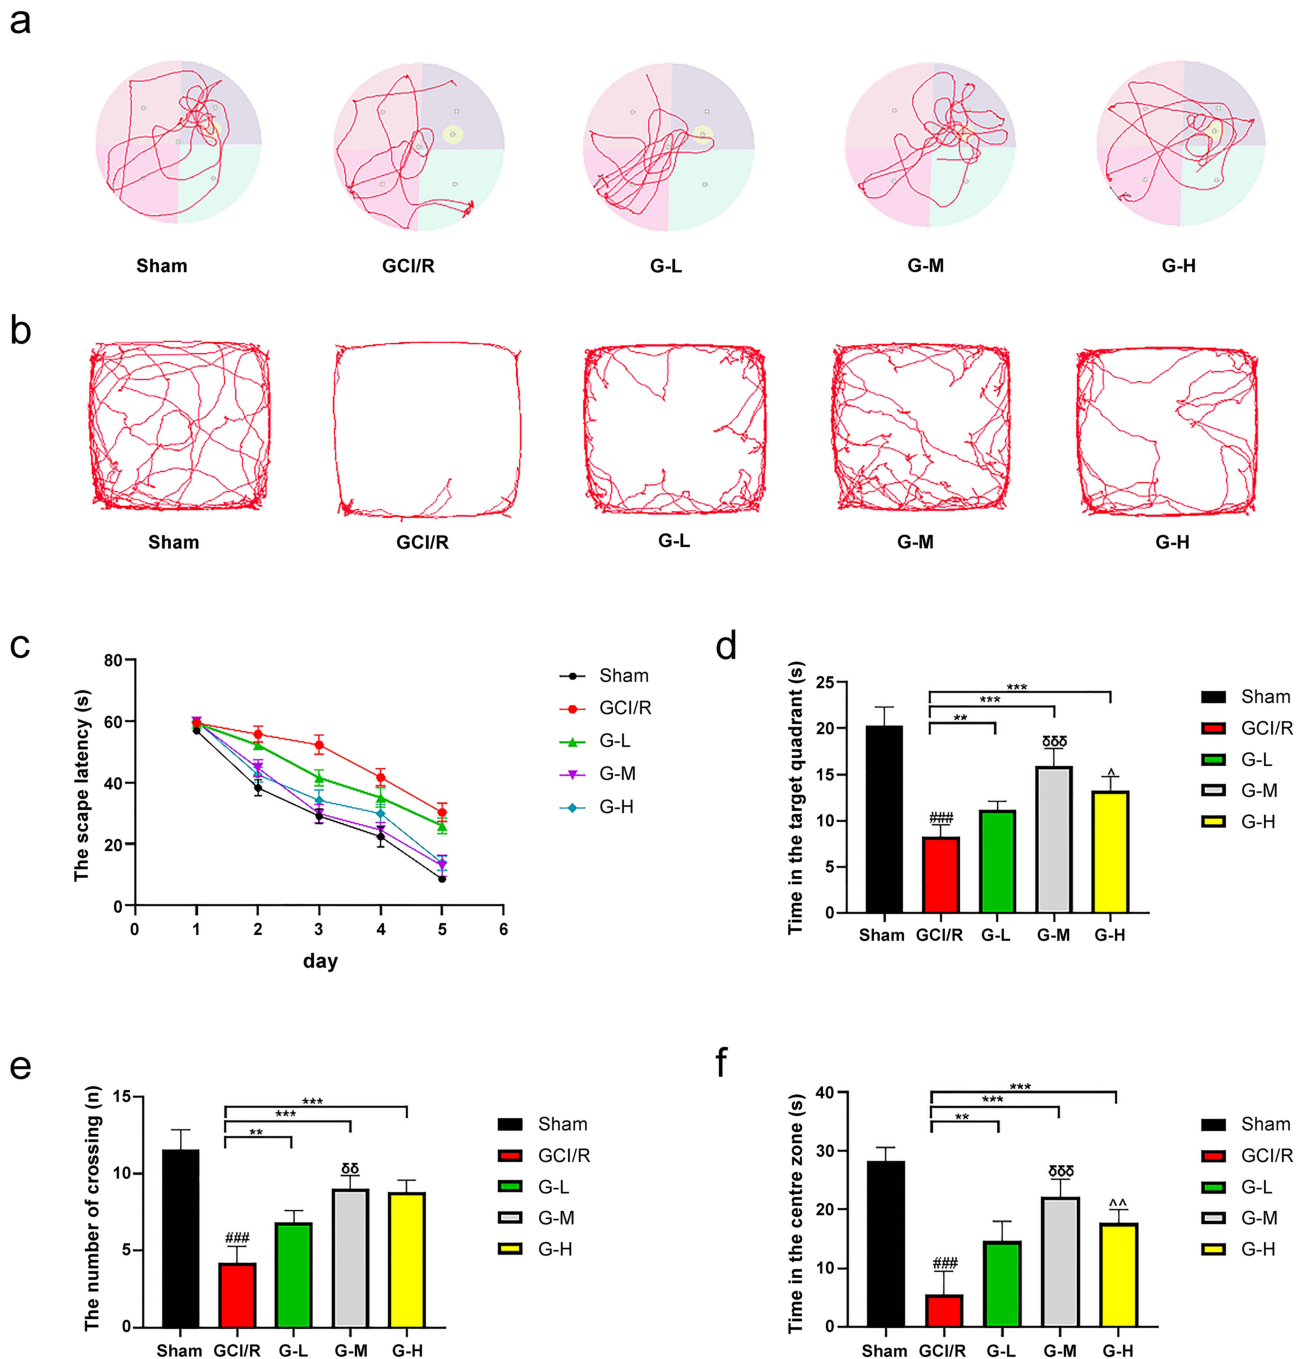 a
Sham GCI/R G-L G-M G-H
b
Sham GCI/R G-L G-M G-H
c
The scape latency (s)
80
60
40
20
0
0 1 2 3 4 5 6
day
Sham
GCI/R
G-L
G-M
G-H
d
Time in the target quadrant (s)
25
20
15
10
5
0
***
***
**
###
δδδ
^
Sham GCI/R G-L G-M G-H
Sham
GCI/R
G-L
G-M
G-H
e
The number of crossing (n)
15
10
5
0
***
***
**
###
δδ
Sham GCI/R G-L G-M G-H
Sham
GCI/R
G-L
G-M
G-H
f
Time in the centre zone (s)
40
30
20
10
0
***
***
**
###
δδδ
^^
Sham GCI/R G-L G-M G-H
Sham
GCI/R
G-L
G-M
G-H